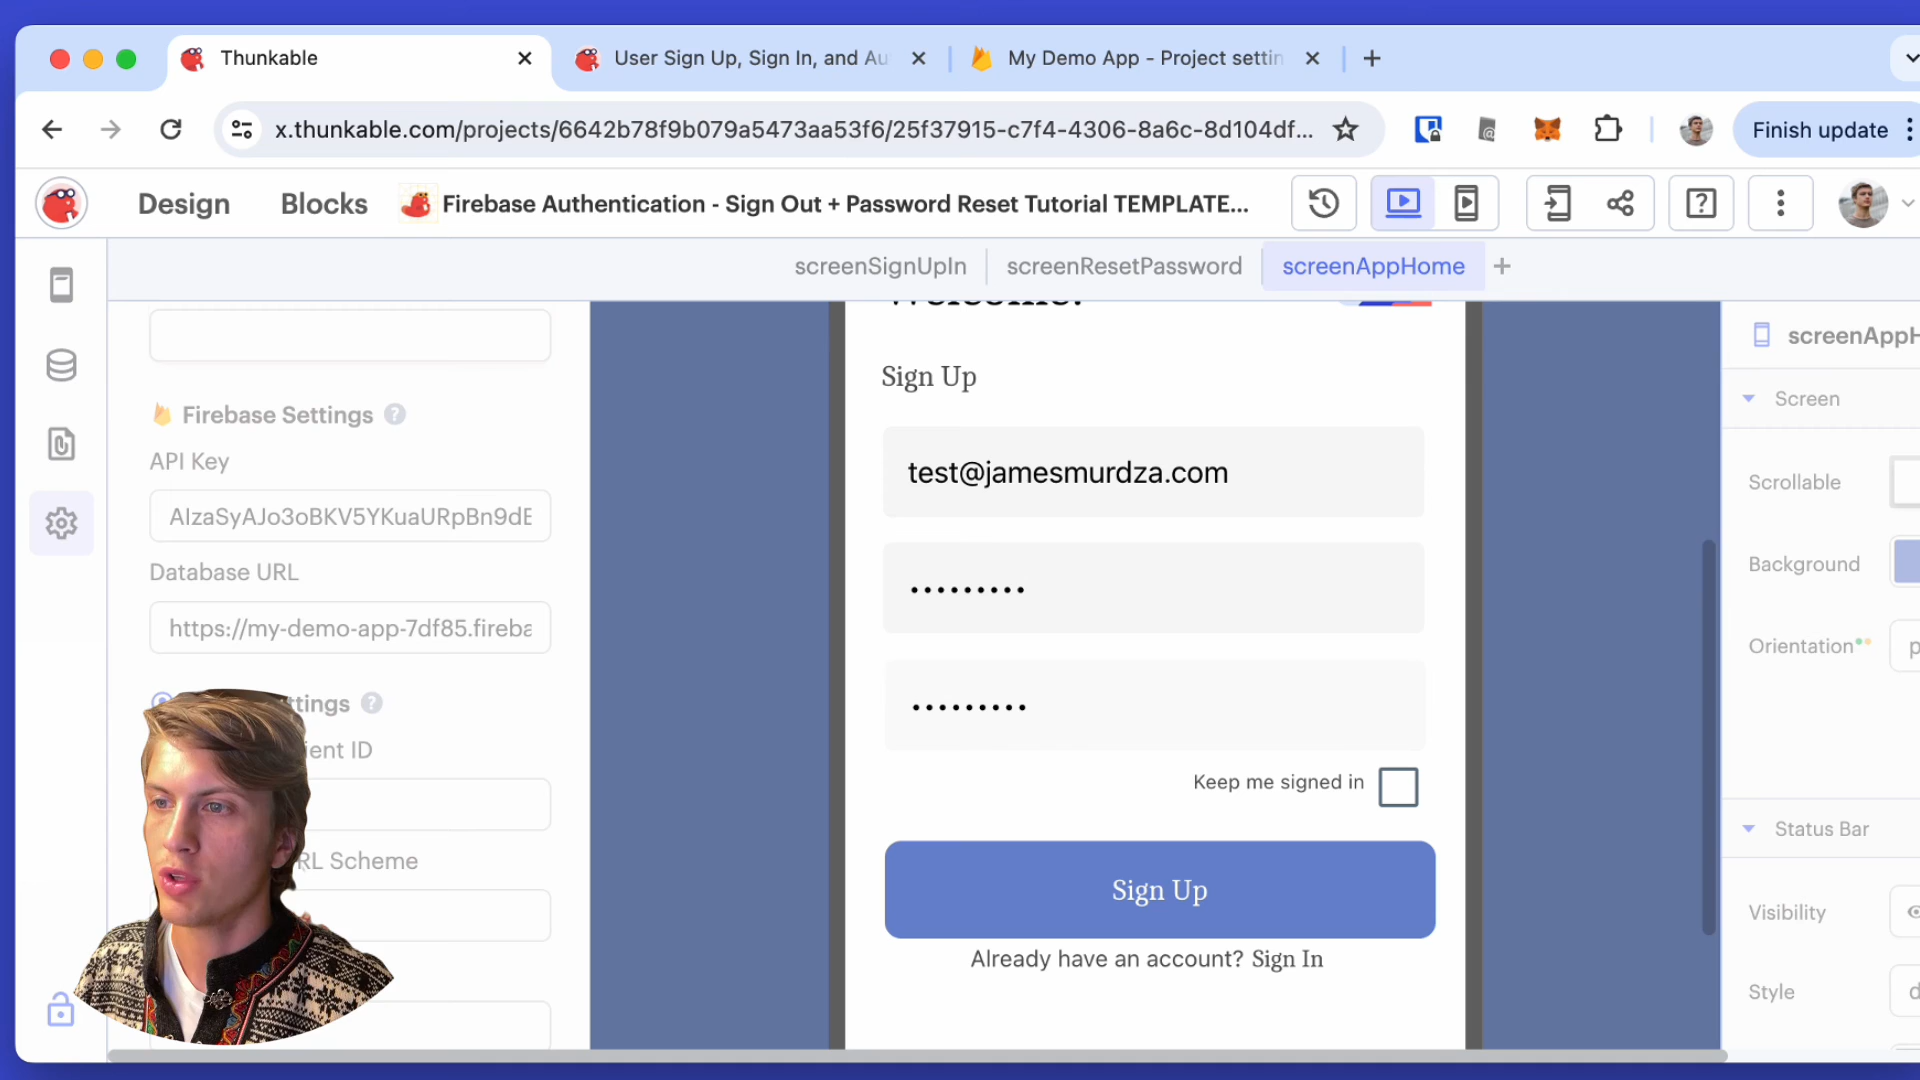 Thunkable
User Sign Up, Sign In, and Au
My Demo App - Project settin
x.thunkable.com/projects/6642b78f9b079a5473aa53f6/25f37915-c7f4-4306-8a6c-8d104df...
Finish update
Design
Blocks
Firebase Authentication - Sign Out + Password Reset Tutorial TEMPLATE...
screenSignUpIn
screenResetPassword
screenAppHome
Firebase Settings
API Key
AIzaSyAJo3oBKV5YKuaURpBn9dE
Database URL
https://my-demo-app-7df85.fireba
ttings
ient ID
RL Scheme
Welcome!
Sign Up
test@jamesmurdza.com
•••••••••
•••••••••
Keep me signed in
Sign Up
Already have an account? Sign In
screenAppH
Screen
Scrollable
Background
Orientation
p
Status Bar
Visibility
Style
d